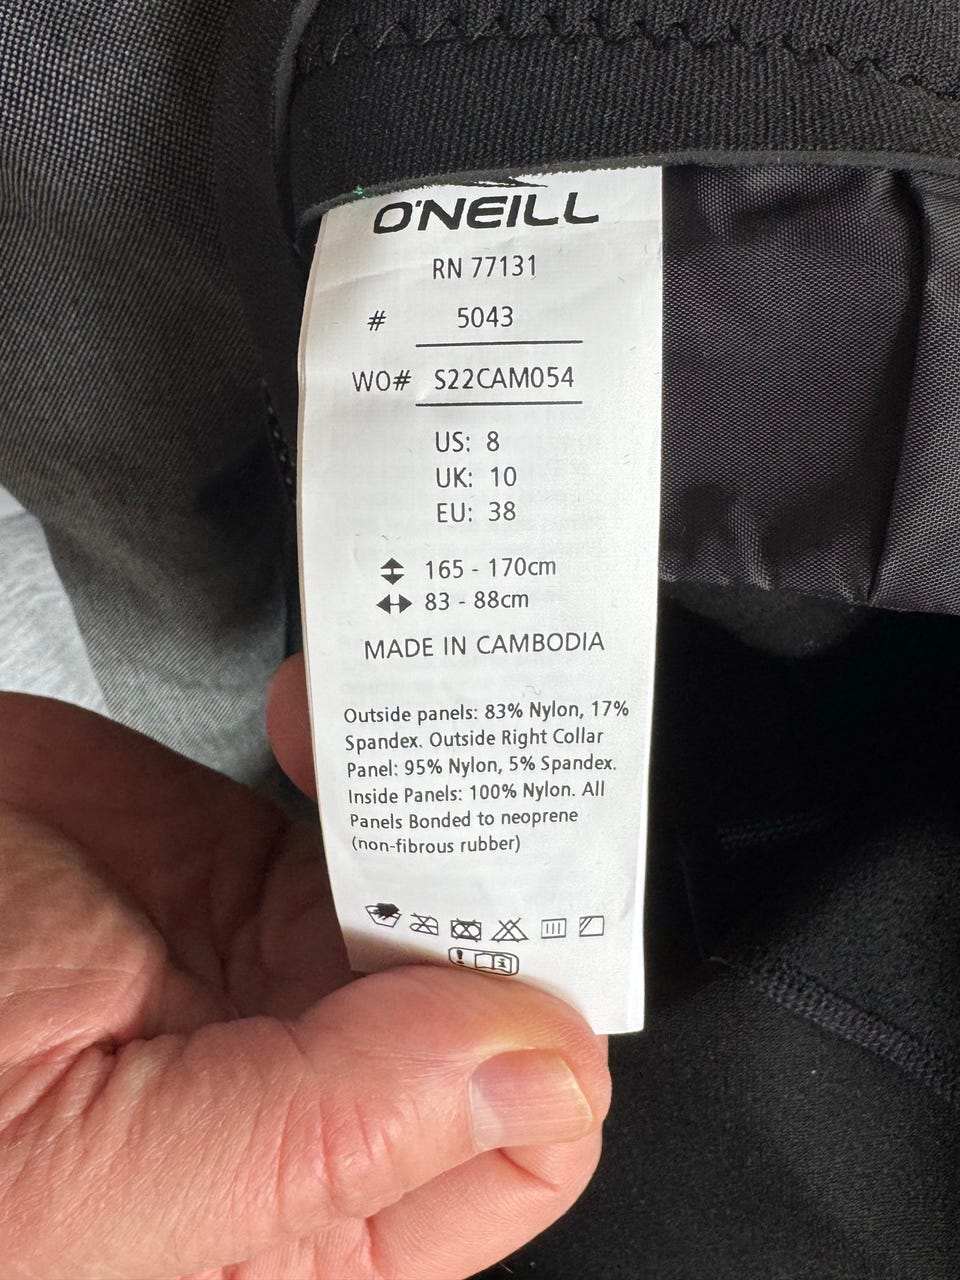 O'NEILL
RN 77131
# 5043
WO# S22CAM054
US: 8
UK: 10
EU: 38
165 - 170cm
83 - 88cm
MADE IN CAMBODIA
Outside panels: 83% Nylon, 17%
Spandex. Outside Right Collar
Panel: 95% Nylon, 5% Spandex.
Inside Panels: 100% Nylon. All
Panels Bonded to neoprene
(non-fibrous rubber)